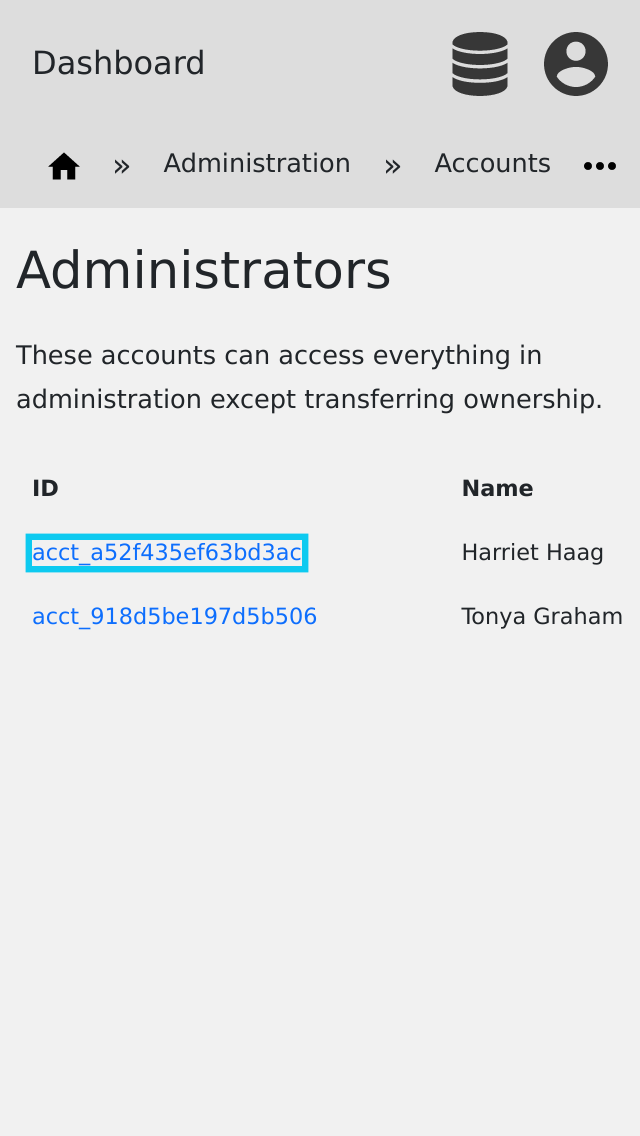 Dashboard
» Administration » Accounts
Administrators
These accounts can access everything in
administration except transferring ownership.
ID Name
acct_a52f435ef63bd3ac Harriet Haag
acct_918d5be197d5b506 Tonya Graham